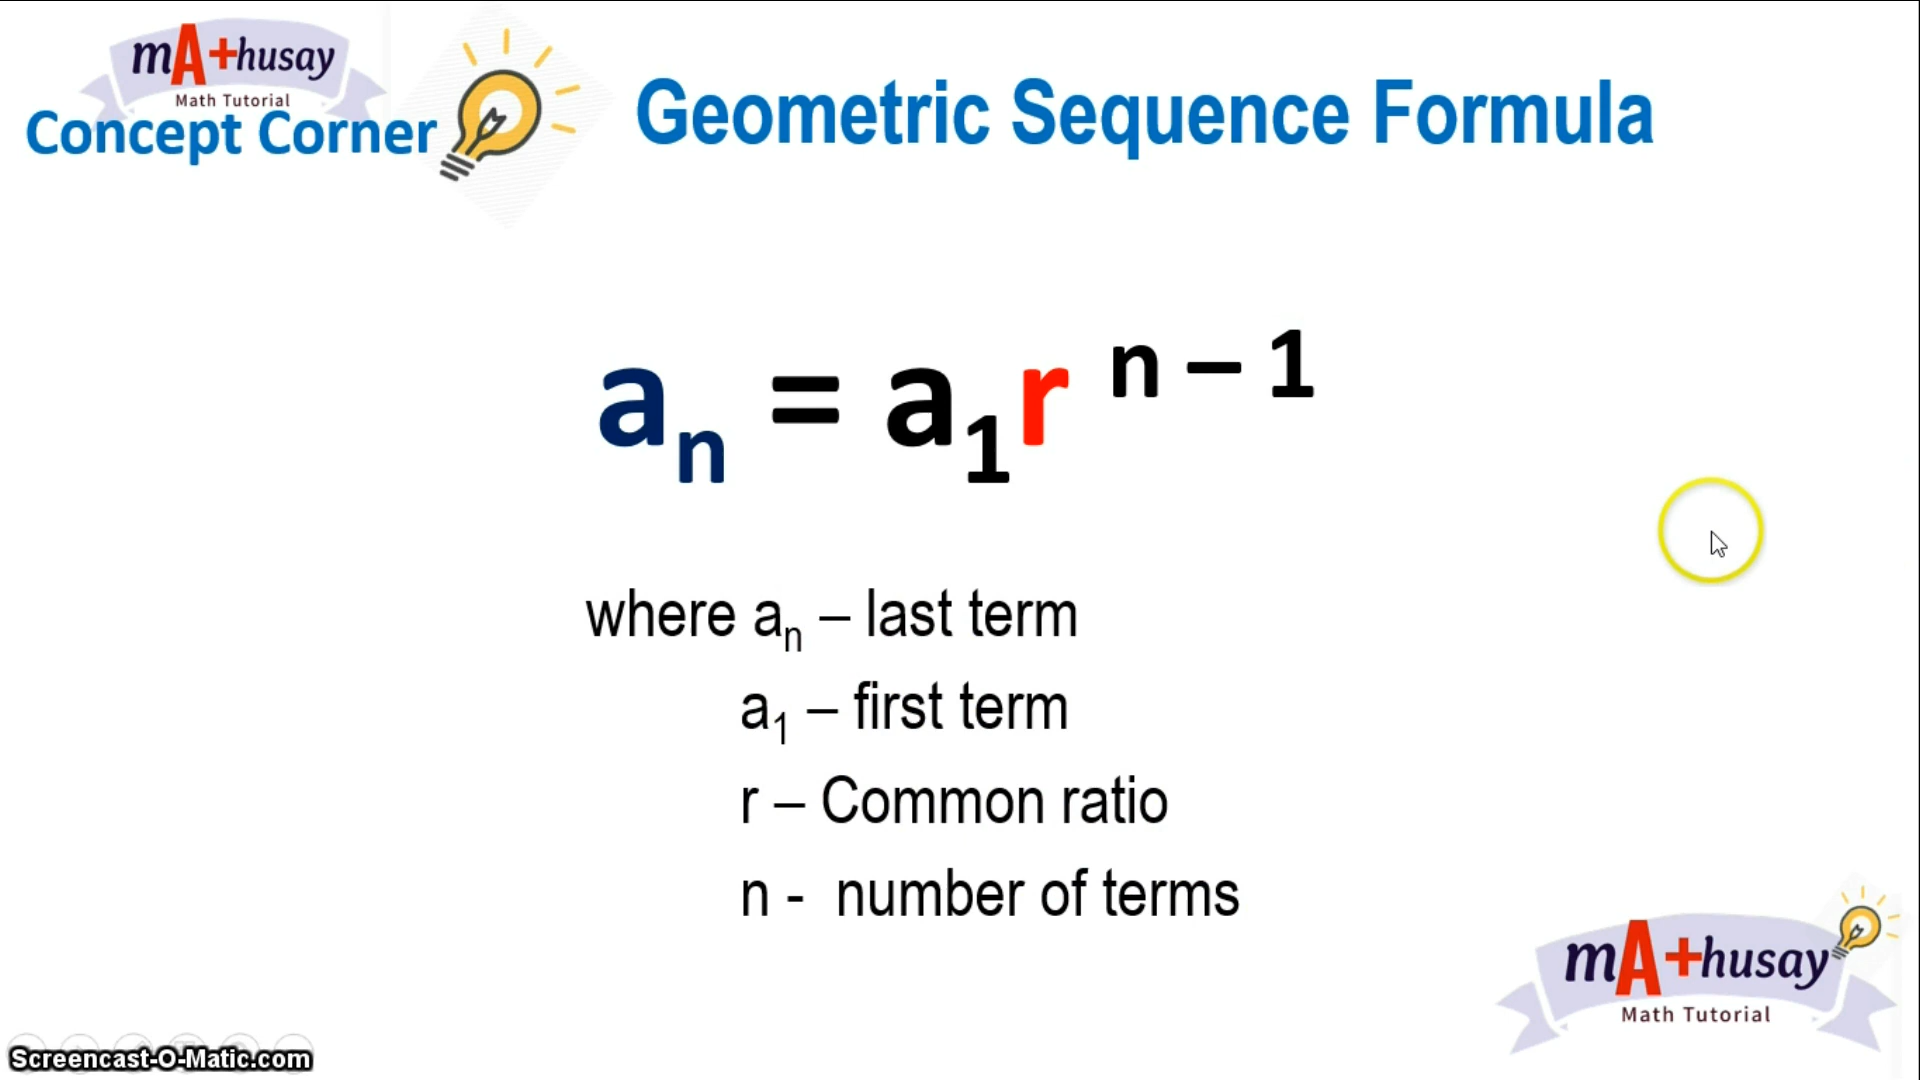 mA+husay
Math Tutorial
Concept Corner
Geometric Sequence Formula
aₙ = a₁r ⁿ ⁻ ¹
where aₙ – last term
a₁ – first term
r – Common ratio
n - number of terms
mA+husay
Math Tutorial
Screencast-O-Matic.com